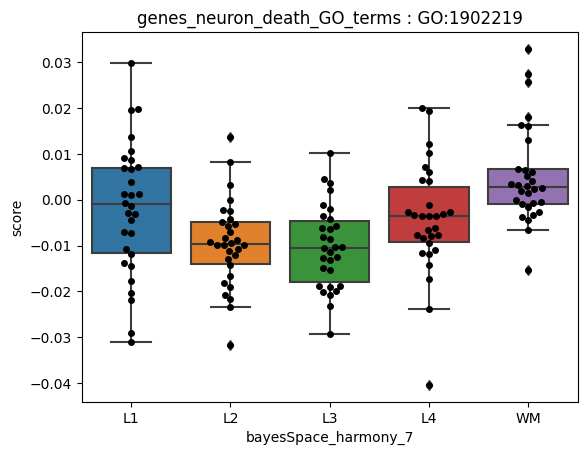 genes_neuron_death_GO_terms : GO:1902219
0.03
0.02
0.01
0.00
−0.01
−0.02
−0.03
−0.04
score
L1 L2 L3 L4 WM
bayesSpace_harmony_7